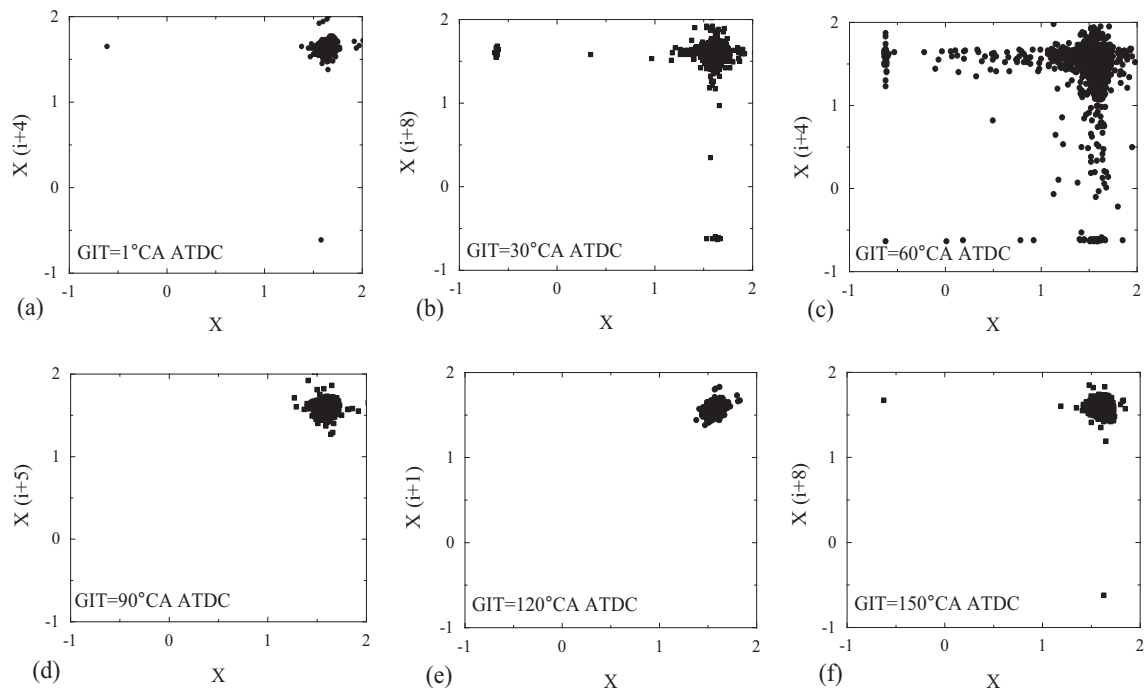 2
1
0
-1
X (i+4)
GIT=1°CA ATDC
-1 0 1 2
(a)
X
2
1
0
-1
X (i+8)
GIT=30°CA ATDC
-1 0 1 2
(b)
X
2
1
0
-1
X (i+4)
GIT=60°CA ATDC
-1 0 1 2
(c)
X
2
1
0
-1
X (i+5)
GIT=90°CA ATDC
-1 0 1 2
(d)
X
2
1
0
-1
X (i+1)
GIT=120°CA ATDC
-1 0 1 2
(e)
X
2
1
0
-1
X (i+8)
GIT=150°CA ATDC
-1 0 1 2
(f)
X